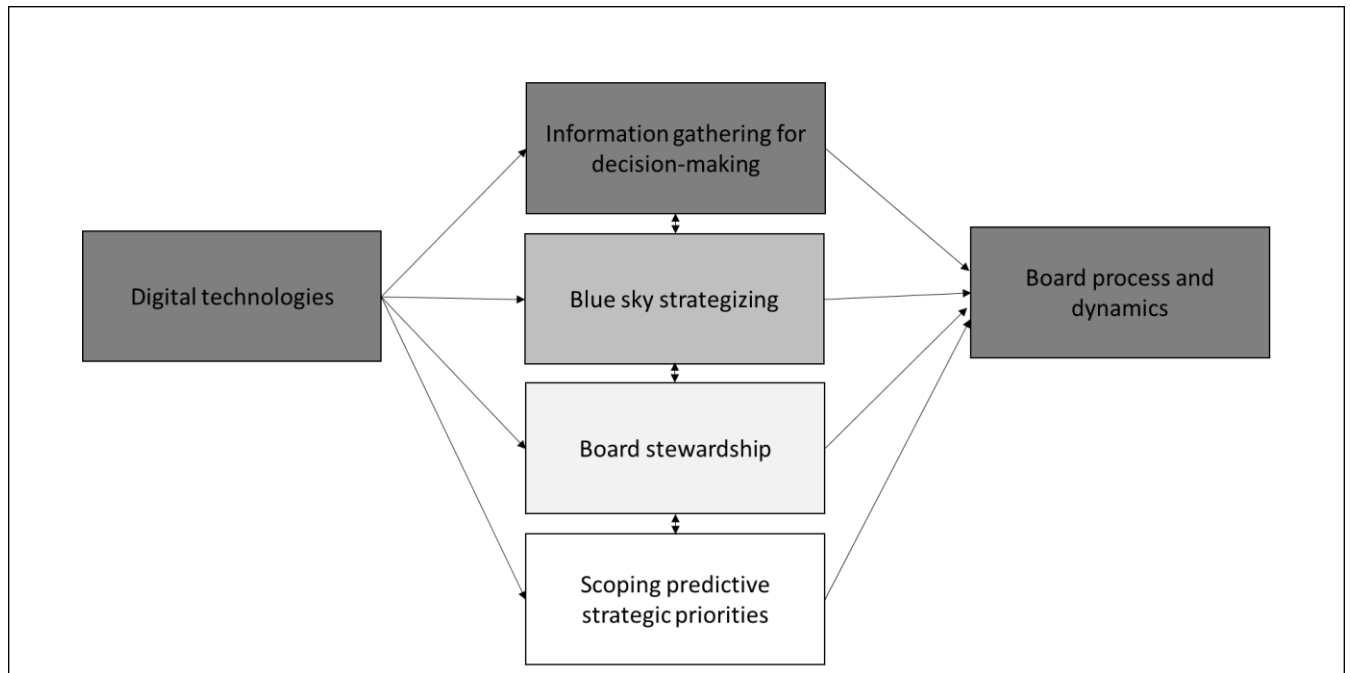 Information gathering for
decision-making
Digital technologies
Blue sky strategizing
Board process and
dynamics
Board stewardship
Scoping predictive
strategic priorities